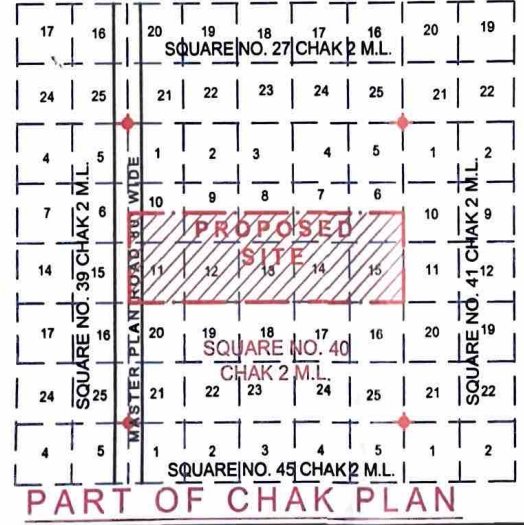 17 16 20 19 18 17 16 20 19
SQUARE NO. 27 CHAK 2 M.L.
24 25 21 22 23 24 25 21 22
4 5 1 2 3 4 5 1 2
7 6 10 9 8 7 6 10 9
PROPOSED
SITE
14 15 11 12 13 14 15 11 12
17 16 20 19 18 17 16 20 19
SQUARE NO. 40
CHAK 2 M.L.
24 25 21 22 23 24 25 21 22
4 5 1 2 3 4 5 1 2
SQUARE NO. 45 CHAK 2 M.L.
SQUARE NO. 39 CHAK 2 M.L.
MASTER PLAN ROAD 80' WIDE
SQUARE NO. 41 CHAK 2 M.L.
PART OF CHAK PLAN